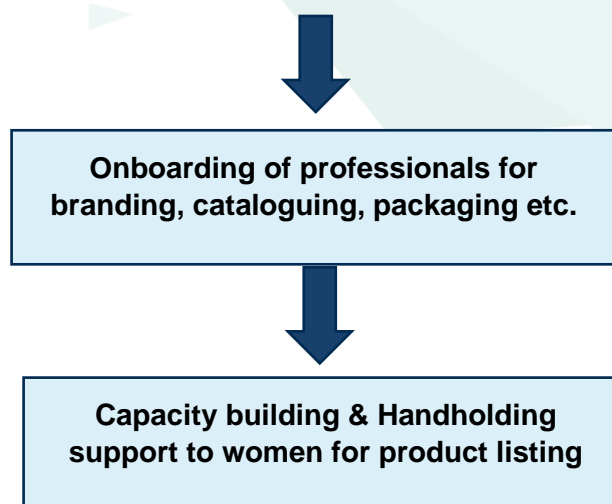 Onboarding of professionals for
branding, cataloguing, packaging etc.
Capacity building & Handholding
support to women for product listing